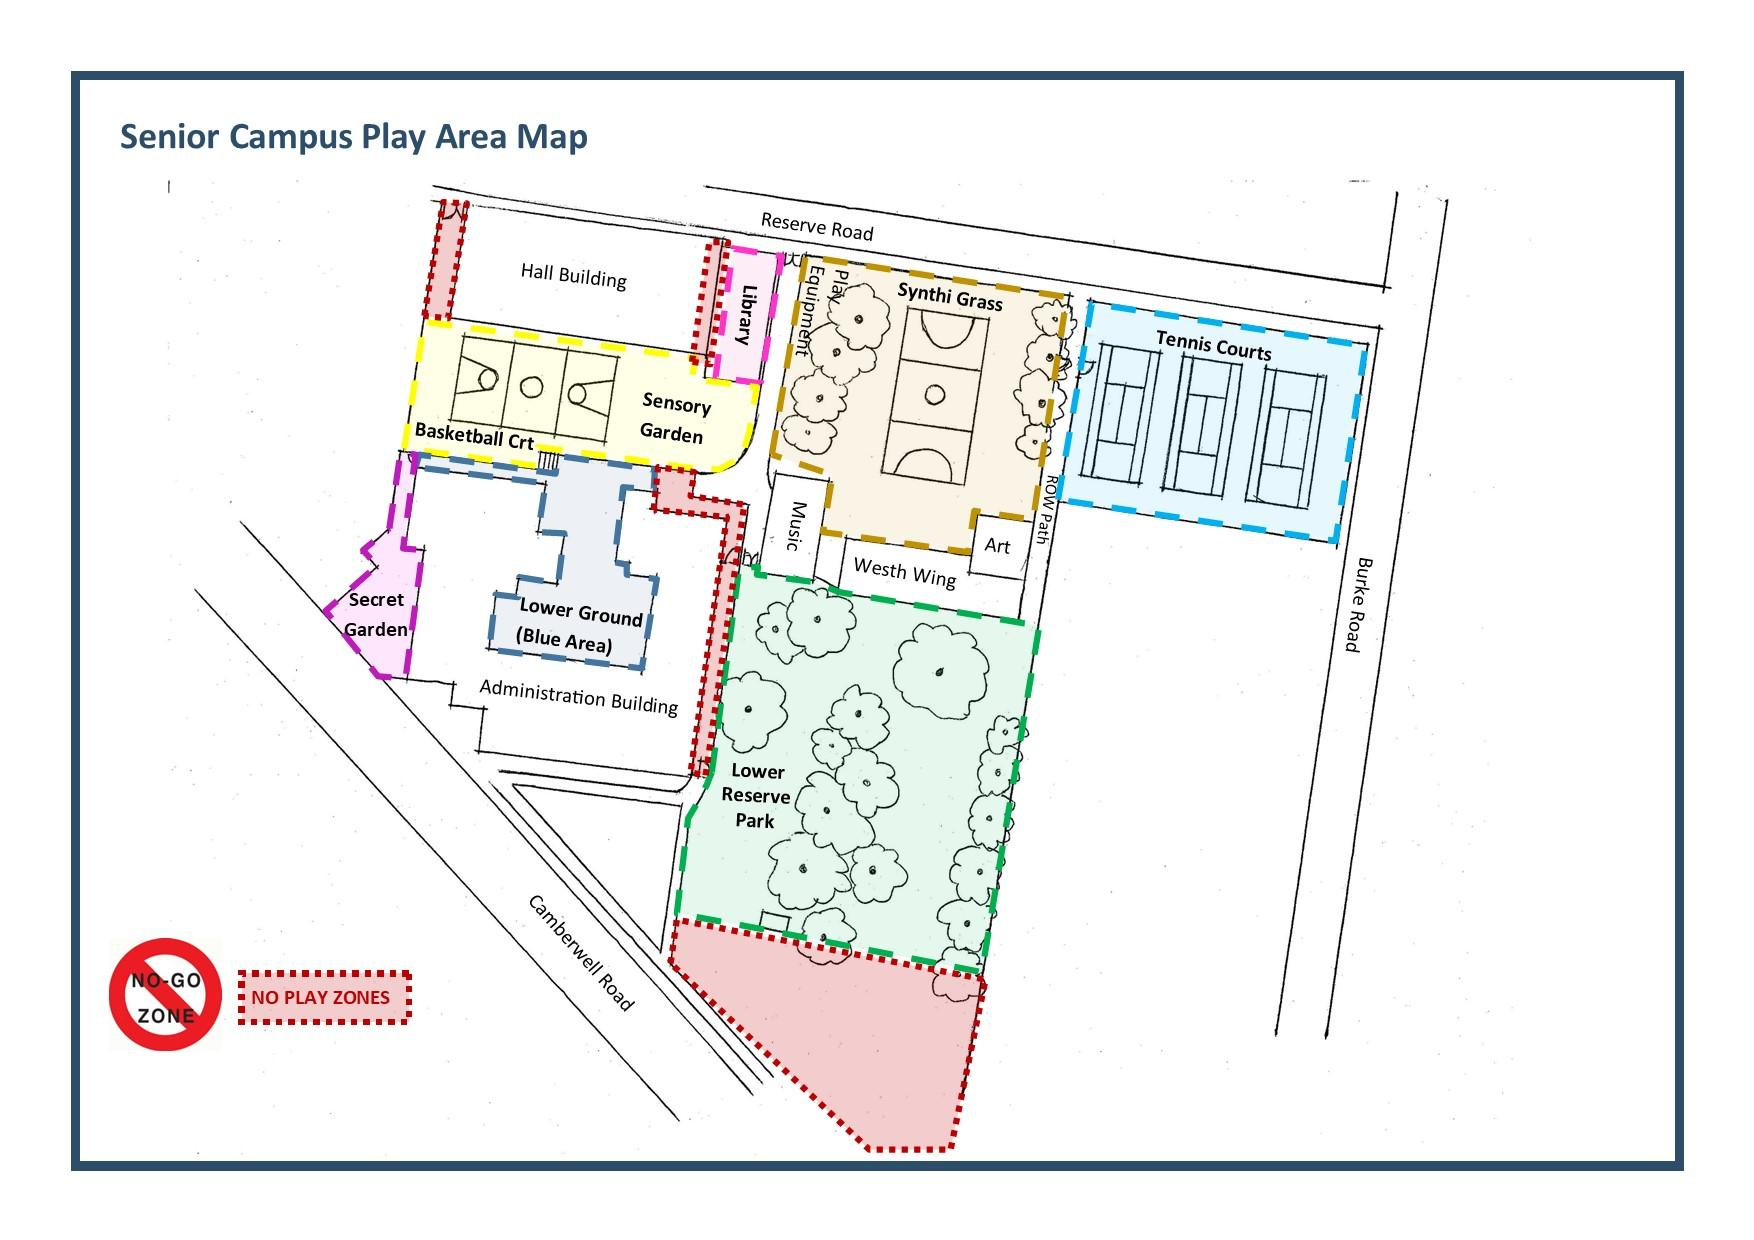 Senior Campus Play Area Map
Reserve Road
Hall Building
Library
Play
Equipment
Synthi Grass
Tennis Courts
Sensory
Garden
Basketball Crt
ROW Path
Music
Art
Westh Wing
Burke Road
Secret
Garden
Lower Ground
(Blue Area)
Administration Building
Lower
Reserve
Park
Camberwell Road
NO-GO
ZONE
NO PLAY ZONES